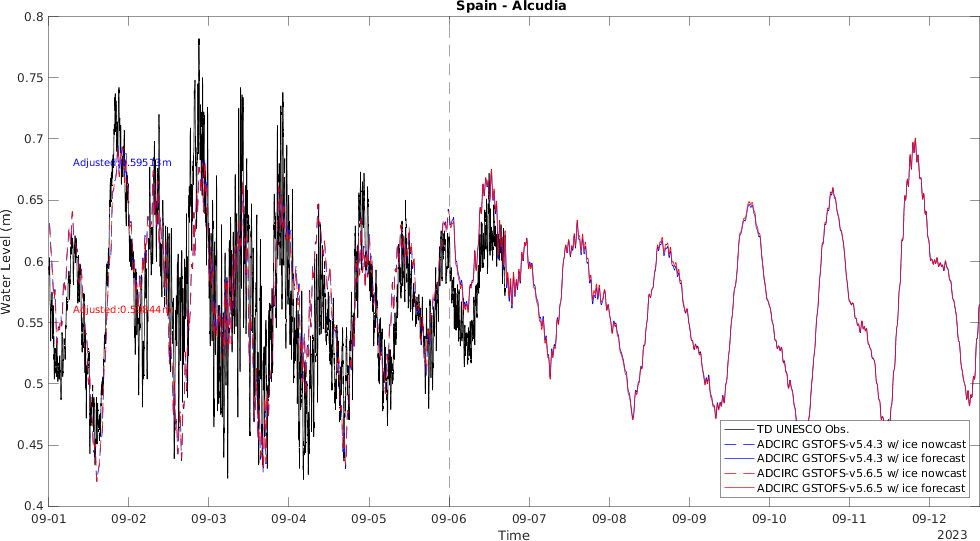 Spain - Alcudia
0.8
0.75
0.7
0.65
0.6
0.55
0.5
0.45
0.4
Water Level (m)
09-01
09-02
09-03
09-04
09-05
09-06
09-07
09-08
09-09
09-10
09-11
09-12
Time
2023
TD UNESCO Obs.
ADCIRC GSTOFS-v5.4.3 w/ ice nowcast
ADCIRC GSTOFS-v5.4.3 w/ ice forecast
ADCIRC GSTOFS-v5.6.5 w/ ice nowcast
ADCIRC GSTOFS-v5.6.5 w/ ice forecast